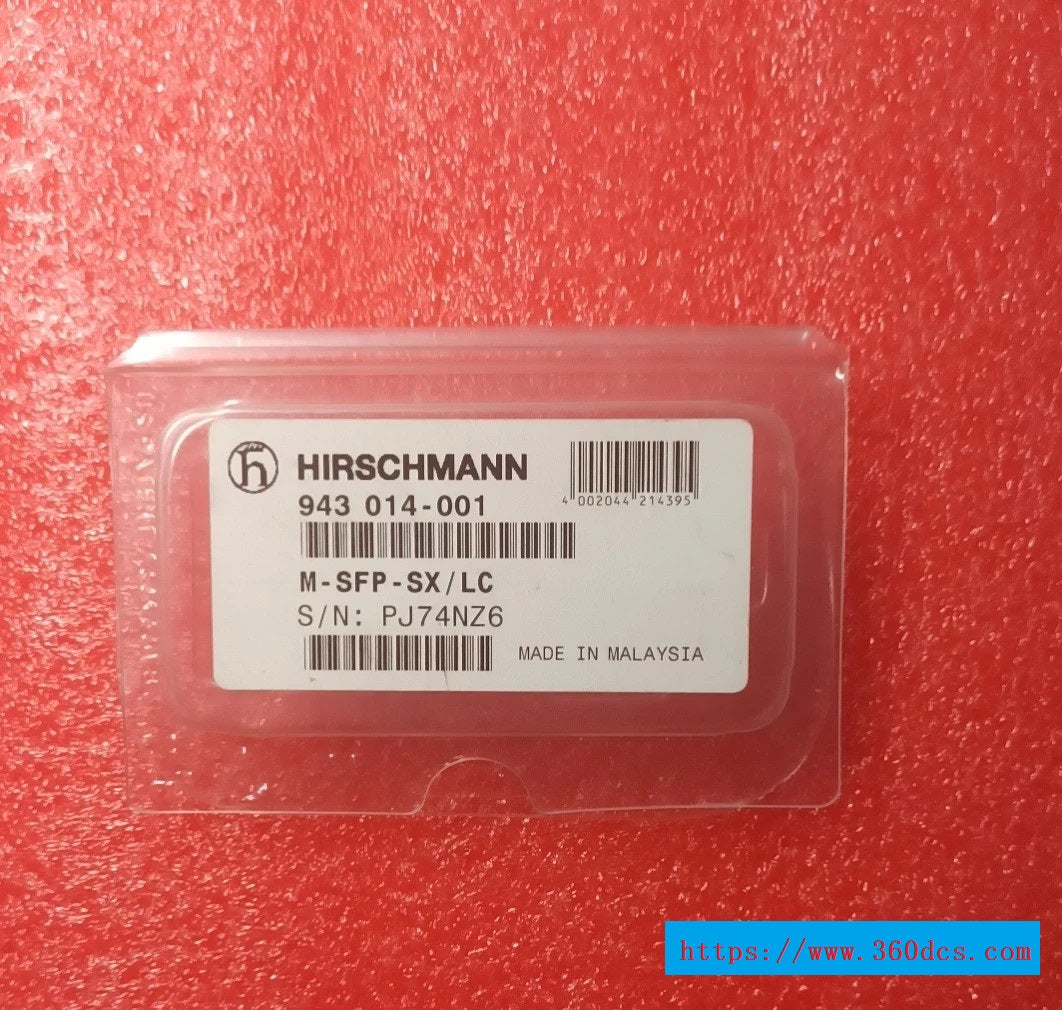 HIRSCHMANN
943 014-001
4 002044 214395
M-SFP-SX/LC
S/N: PJ74NZ6
MADE IN MALAYSIA
https://www.360dcs.com